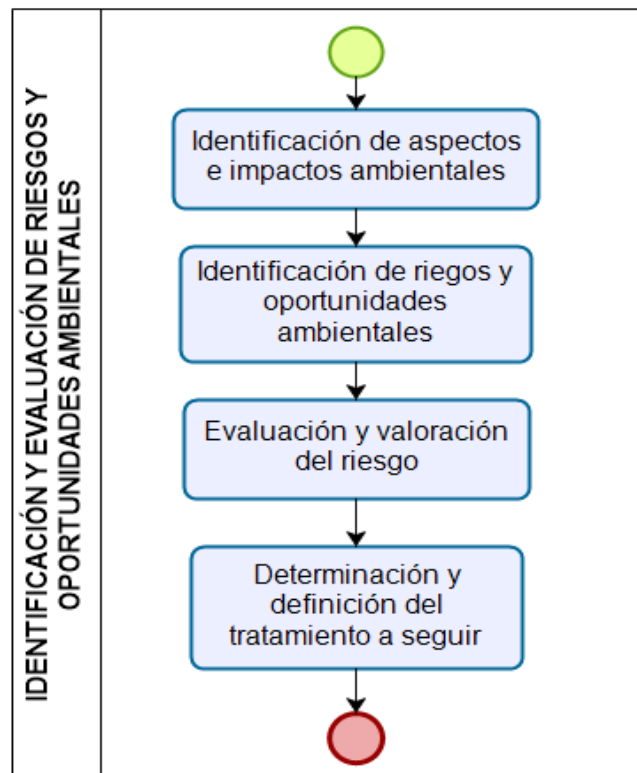 IDENTIFICACIÓN Y EVALUACIÓN DE RIESGOS Y
OPORTUNIDADES AMBIENTALES
Identificación de aspectos
e impactos ambientales
Identificación de riegos y
oportunidades
ambientales
Evaluación y valoración
del riesgo
Determinación y
definición del
tratamiento a seguir